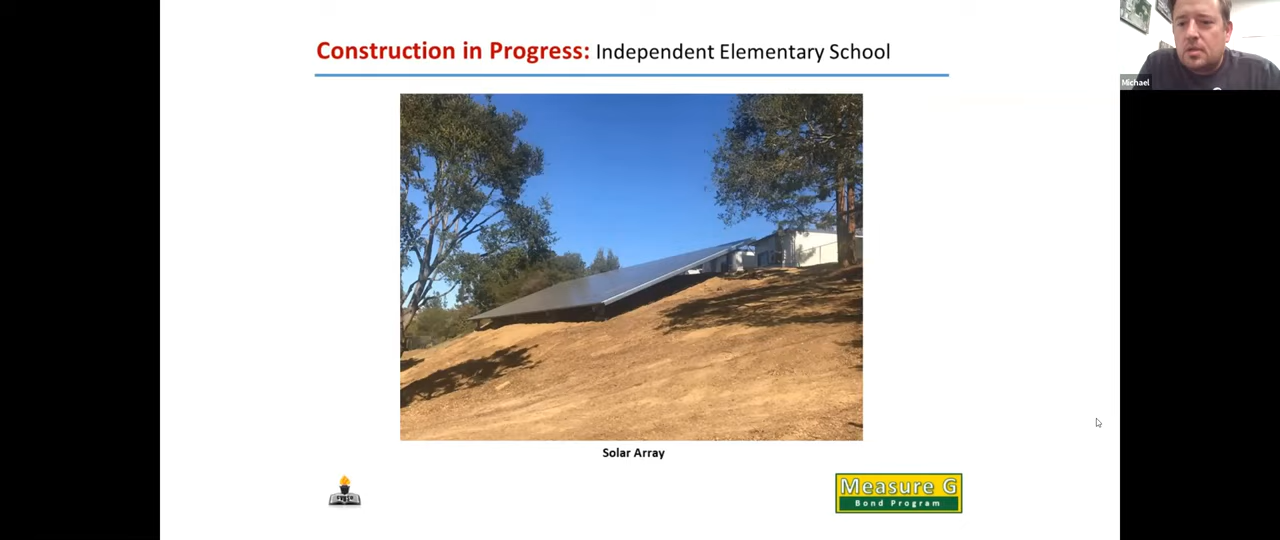 Construction in Progress: Independent Elementary School
Michael
Solar Array
Measure G
Bond Program